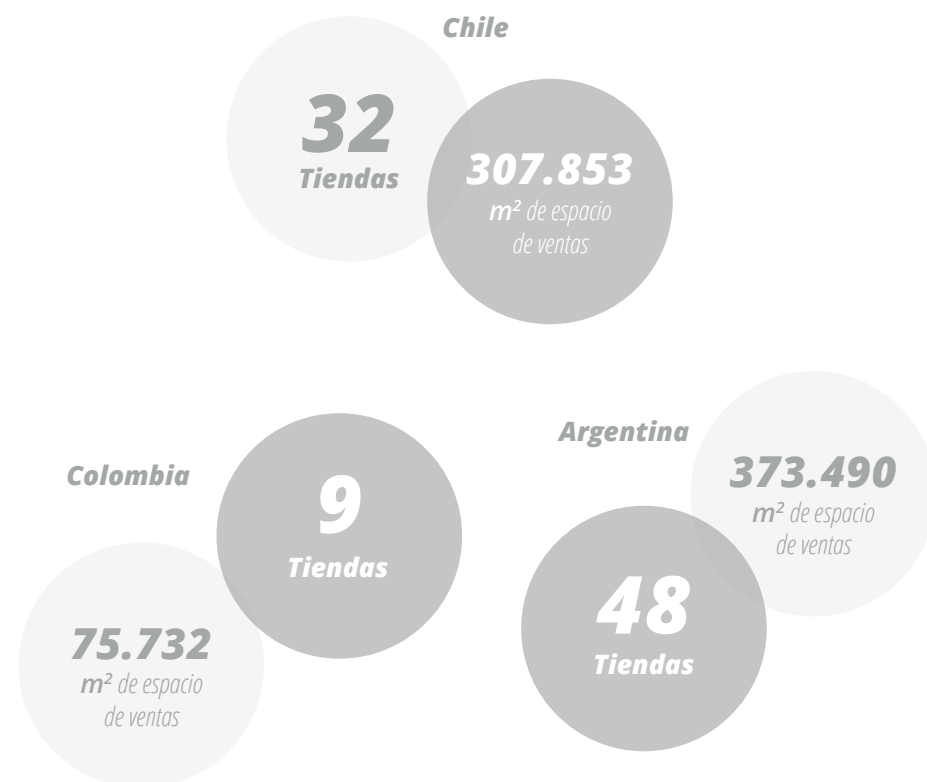 Chile
32
Tiendas
307.853
m² de espacio
de ventas
Colombia
9
Tiendas
75.732
m² de espacio
de ventas
Argentina
373.490
m² de espacio
de ventas
48
Tiendas